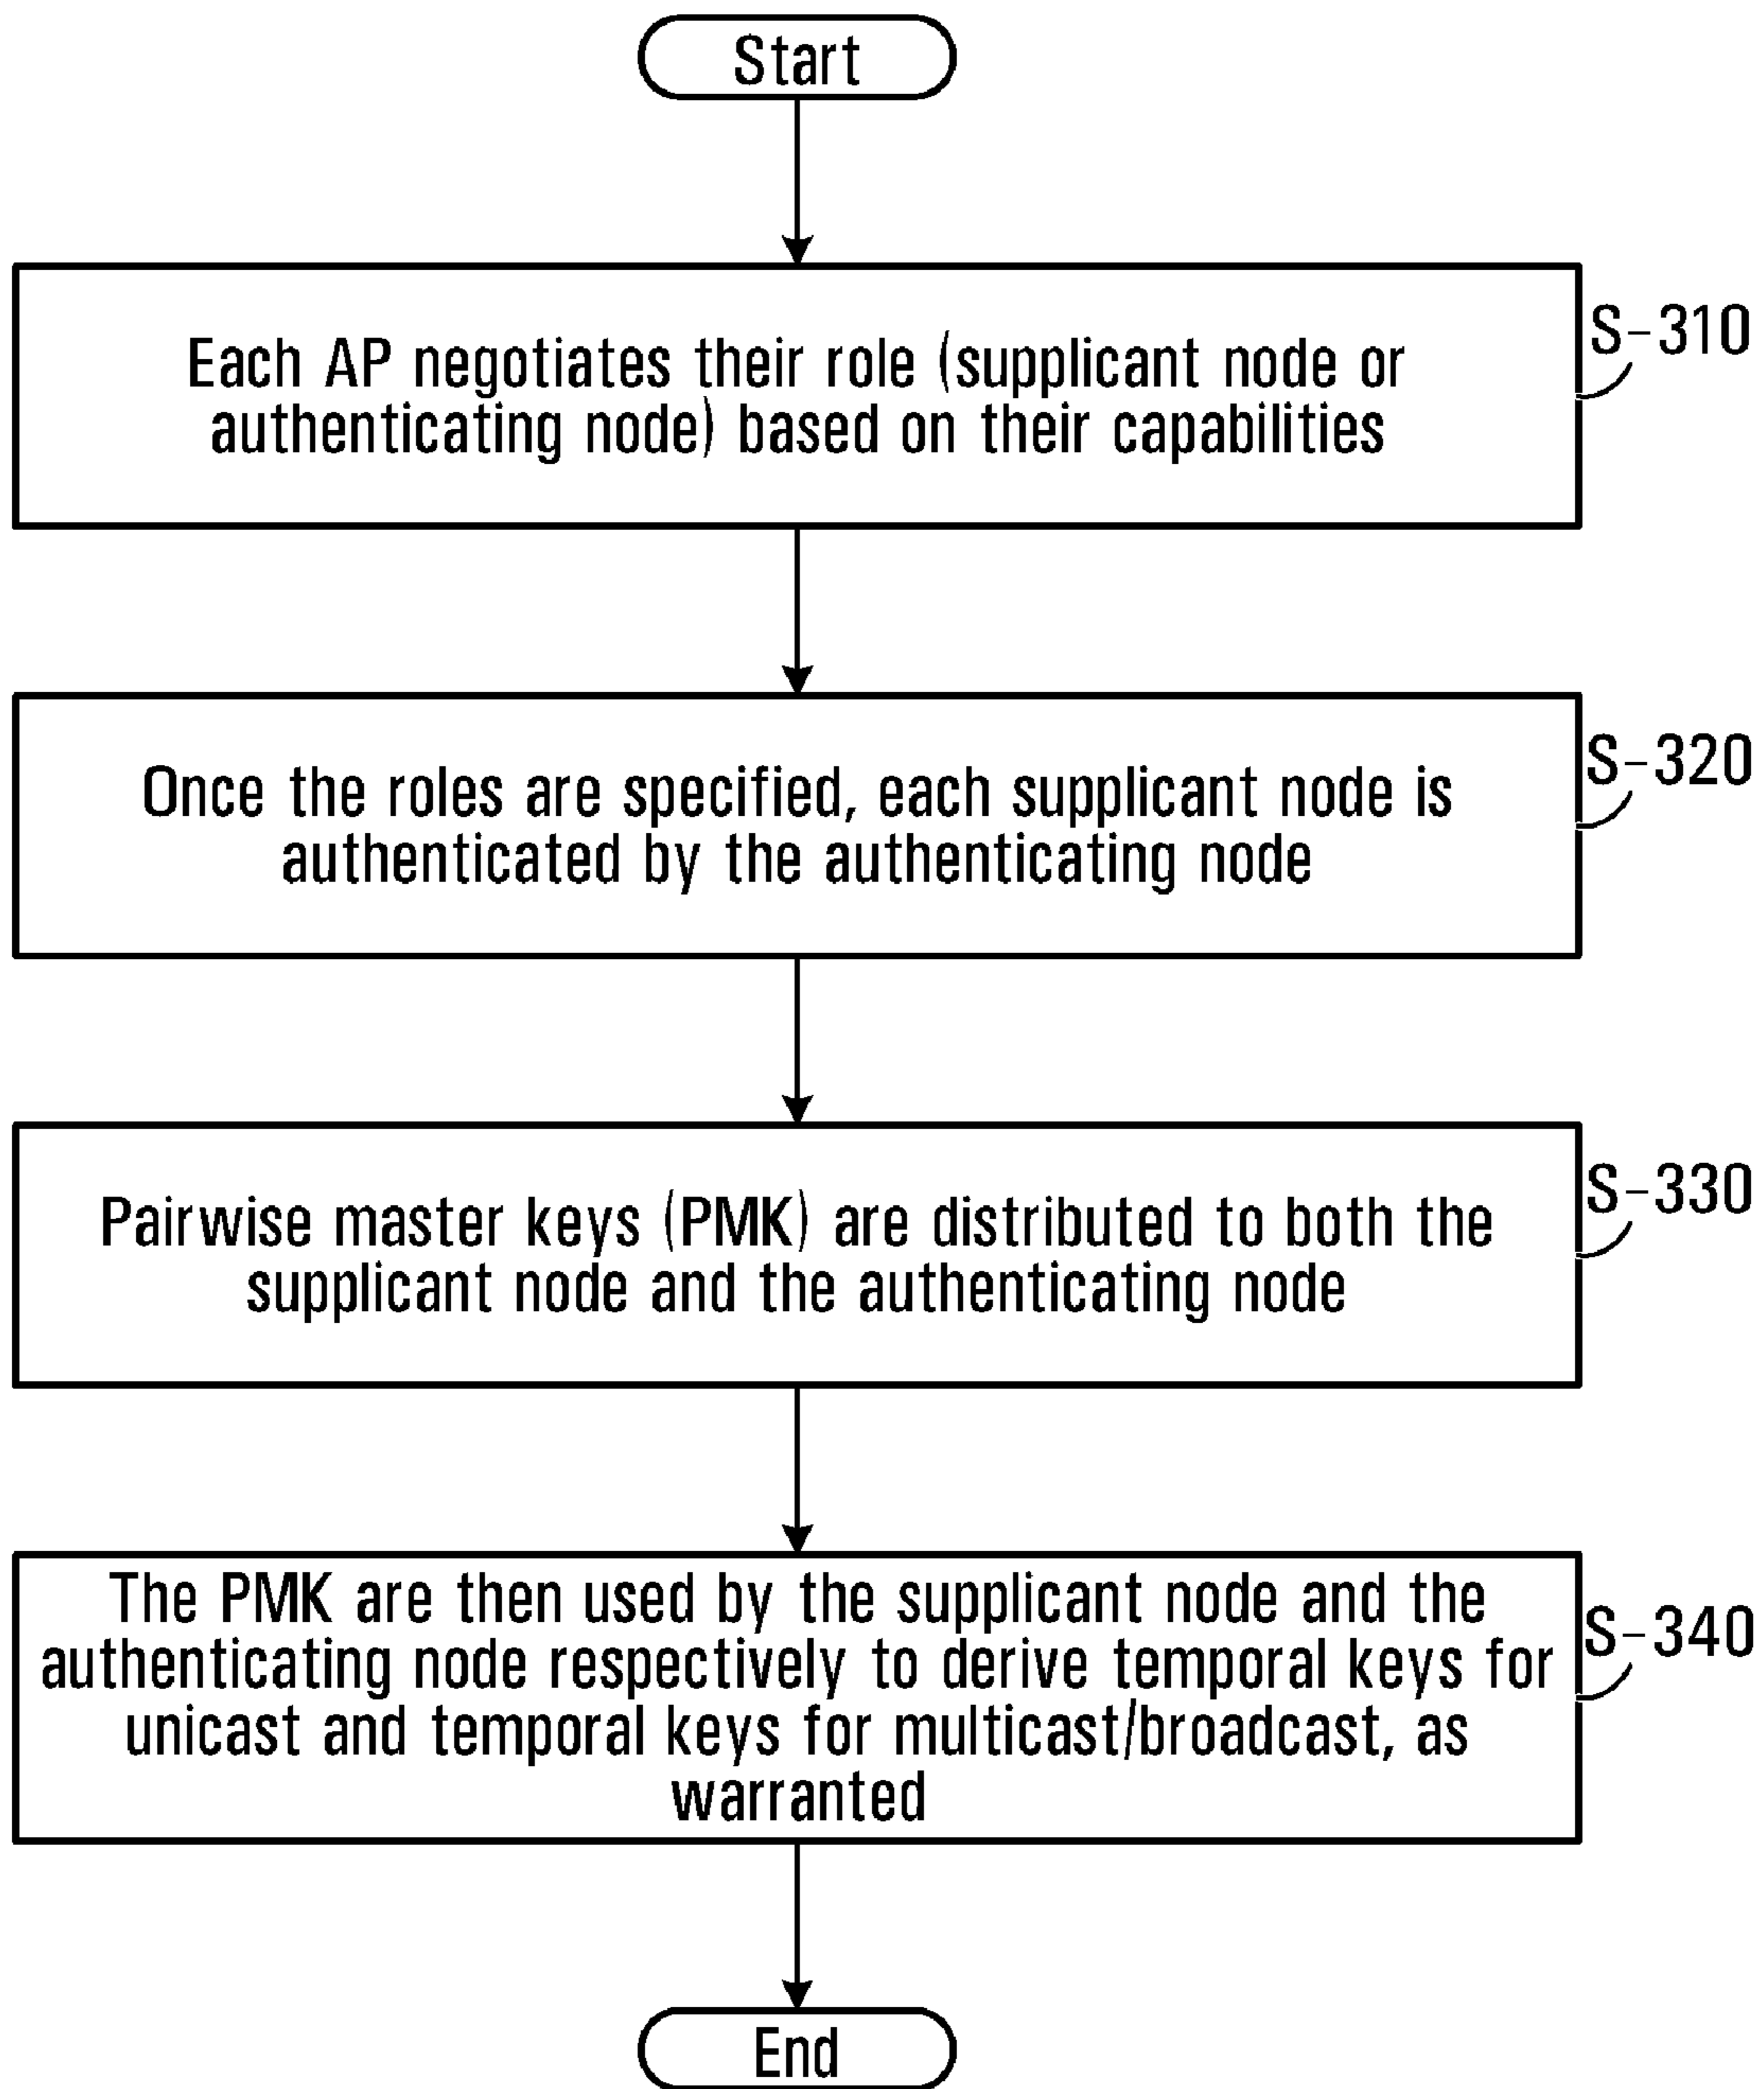 Start
Each AP negotiates their role (supplicant node or
authenticating node) based on their capabilities
S-310
Once the roles are specified, each supplicant node is
authenticated by the authenticating node
S-320
Pairwise master keys (PMK) are distributed to both the
supplicant node and the authenticating node
S-330
The PMK are then used by the supplicant node and the
authenticating node respectively to derive temporal keys for
unicast and temporal keys for multicast/broadcast, as
warranted
S-340
End